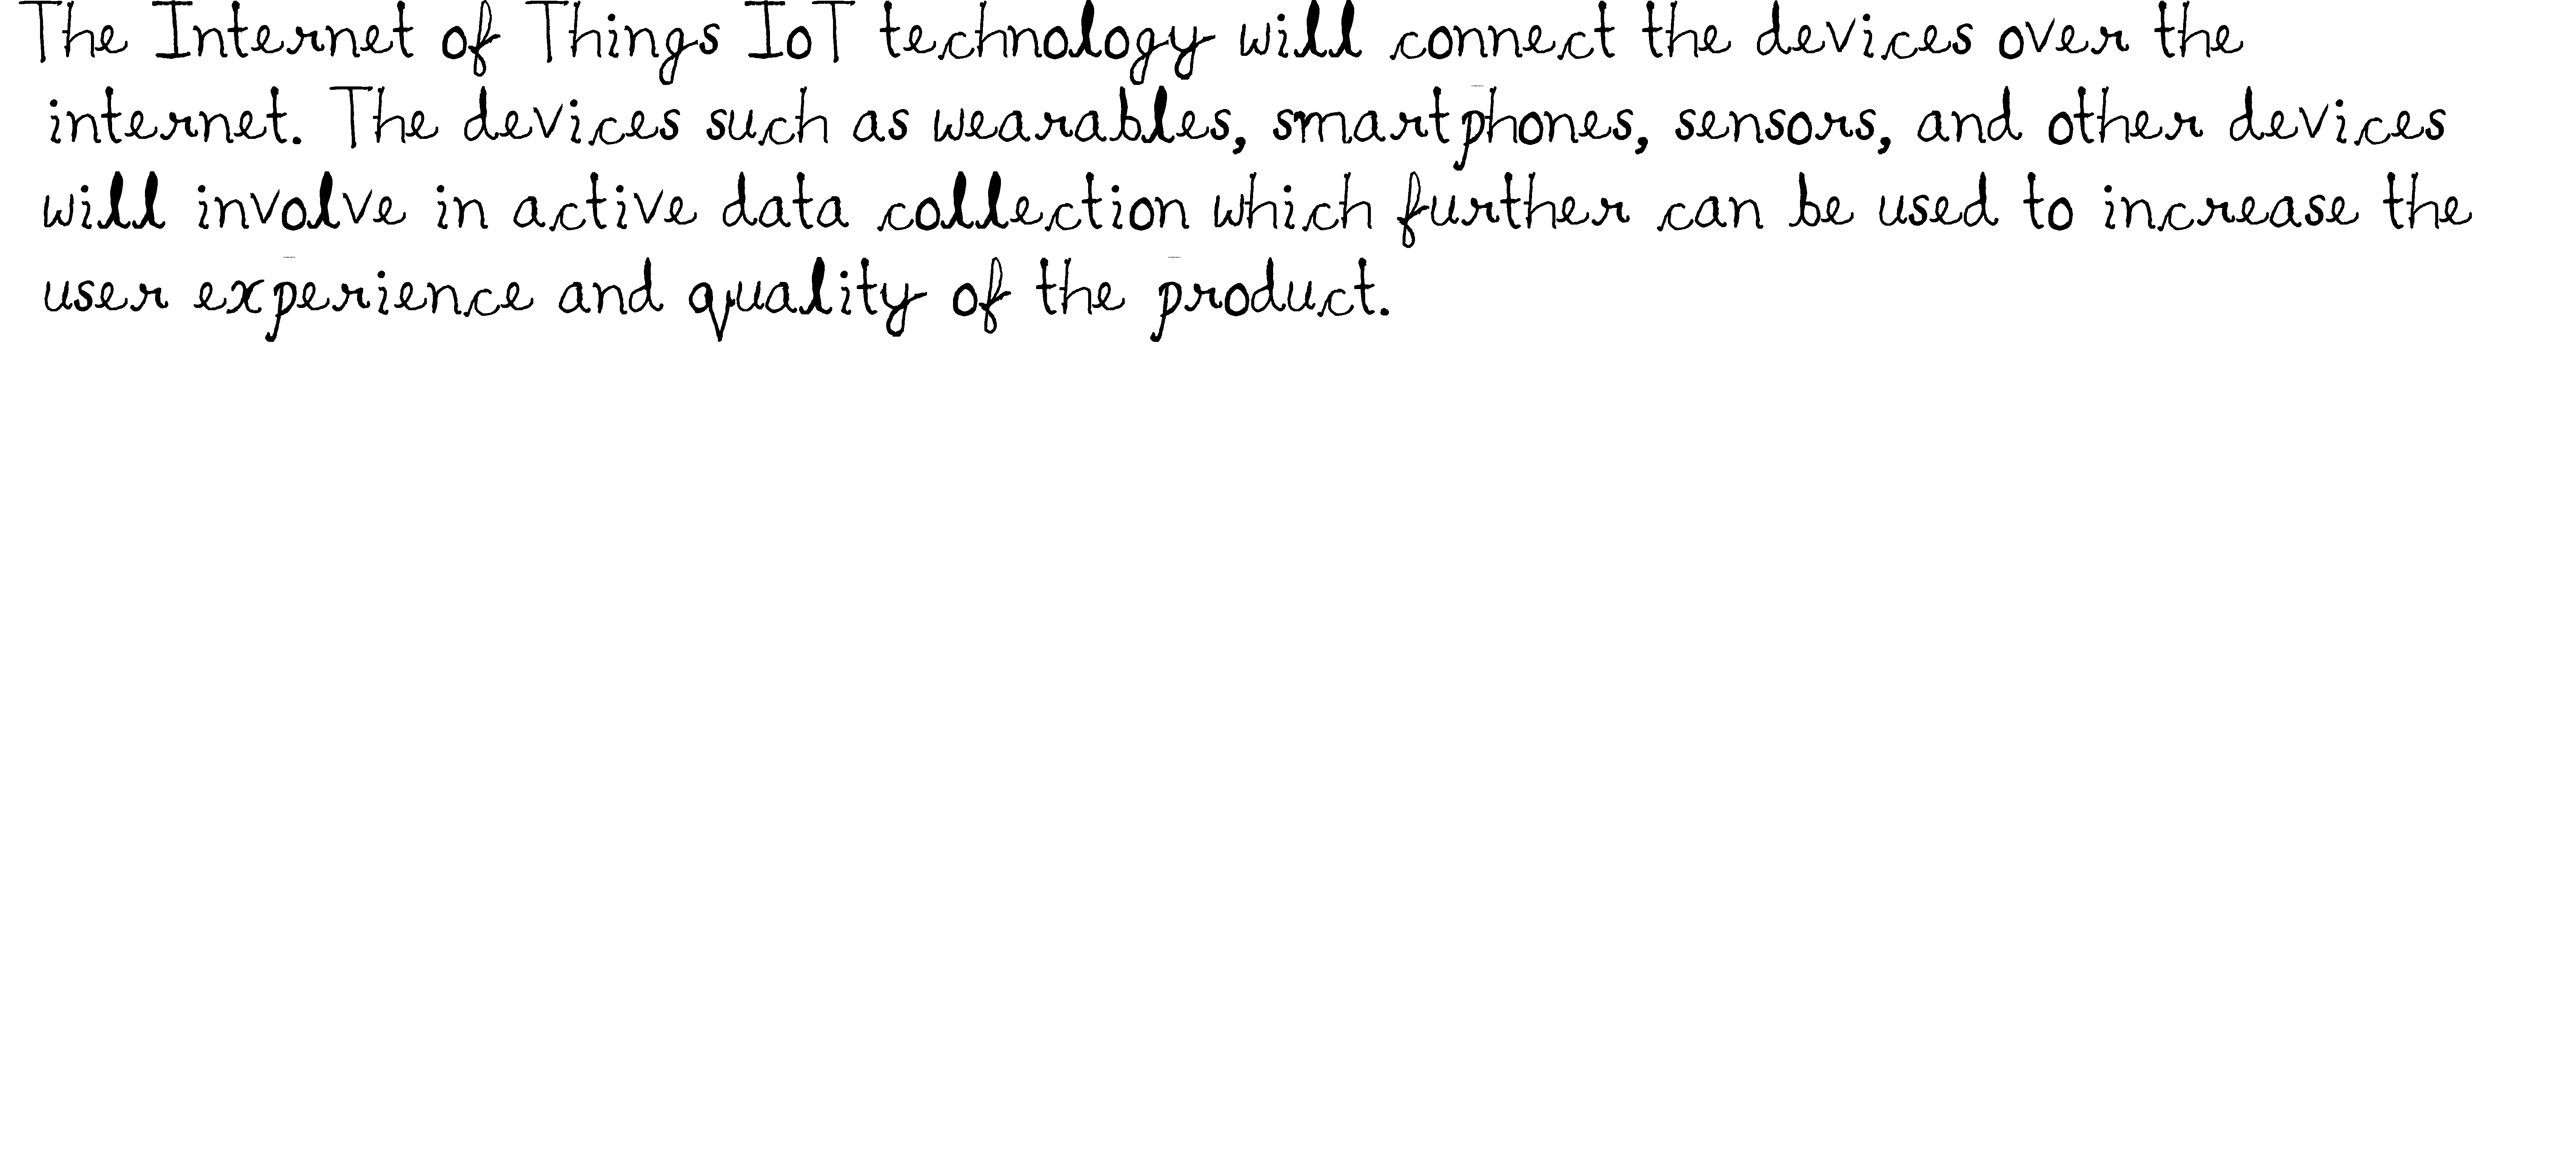 The Internet of Things IoT technology will connect the devices over the
internet. The devices such as wearables, smartphones, sensors, and other devices
will involve in active data collection which further can be used to increase the
user experience and quality of the product.